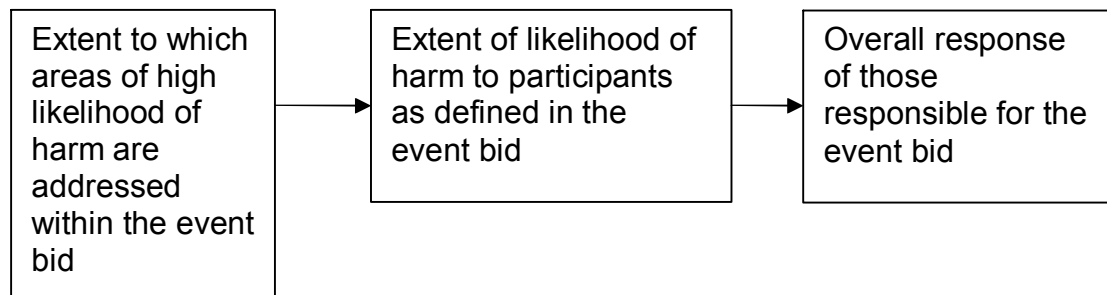 Extent to which
areas of high
likelihood of
harm are
addressed
within the event
bid
Extent of likelihood of
harm to participants
as defined in the
event bid
Overall response
of those
responsible for the
event bid